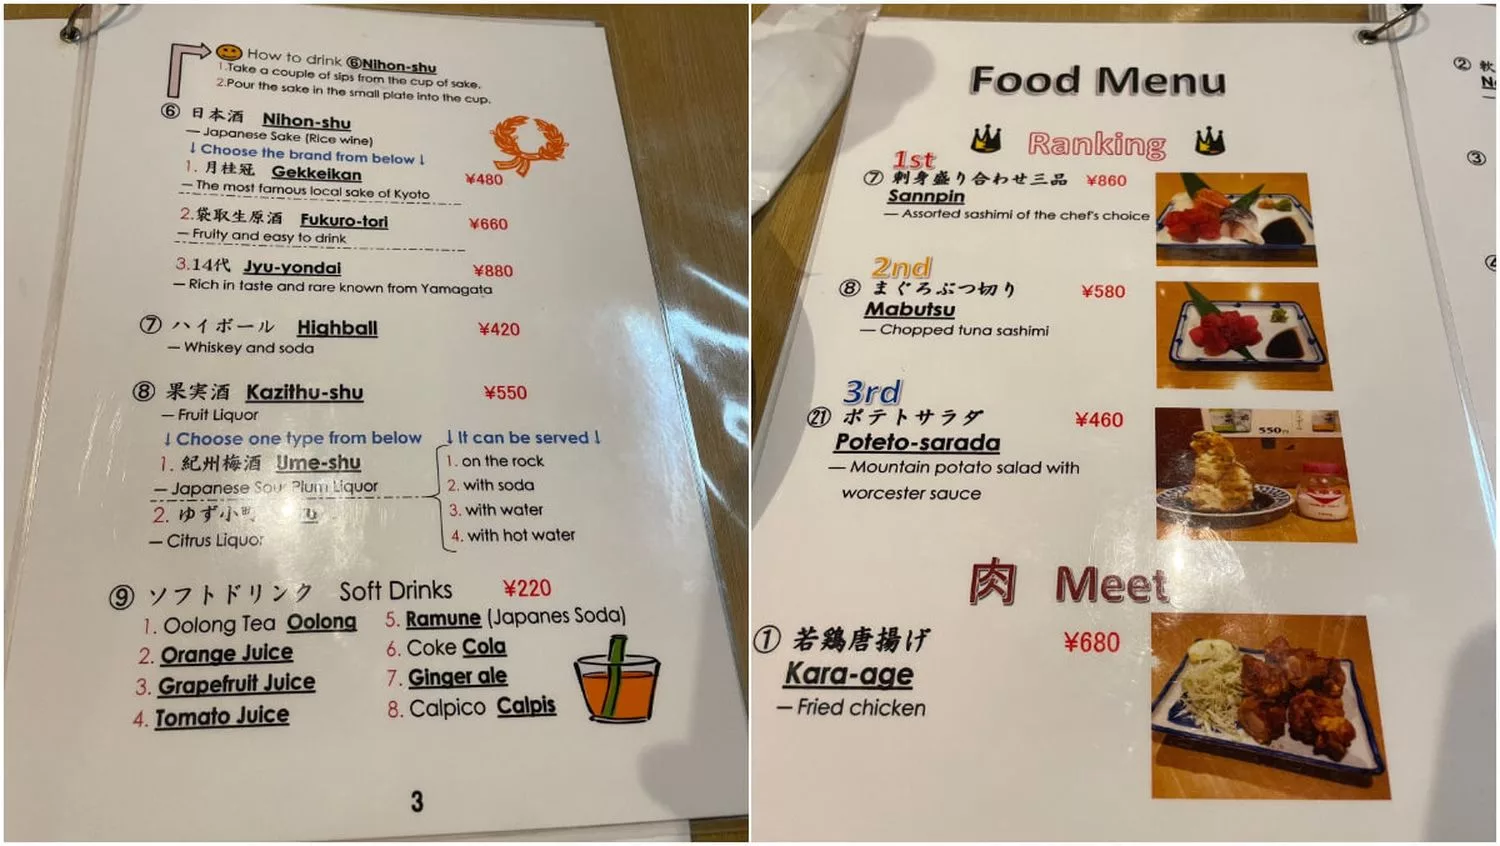 How to drink ⑥Nihon-shu
1.Take a couple of sips from the cup of sake.
2.Pour the sake in the small plate into the cup.
⑥ 日本酒 Nihon-shu
— Japanese Sake (Rice wine)
↓Choose the brand from below↓
1. 月桂冠 Gekkeikan ¥480
— The most famous local sake of Kyoto
2.袋取生原酒 Fukuro-tori ¥660
— Fruity and easy to drink
3.14代 Jyu-yondai ¥880
— Rich in taste and rare known from Yamagata
⑦ ハイボール Highball ¥420
— Whiskey and soda
⑧ 果実酒 Kazithu-shu ¥550
— Fruit Liquor
↓Choose one type from below ↓It can be served↓
1. 紀州梅酒 Ume-shu
— Japanese Sour Plum Liquor
2. ゆず小町
— Citrus Liquor
1. on the rock
2. with soda
3. with water
4. with hot water
⑨ ソフトドリンク Soft Drinks ¥220
1. Oolong Tea Oolong
2. Orange Juice
3. Grapefruit Juice
4. Tomato Juice
5. Ramune (Japanes Soda)
6. Coke Cola
7. Ginger ale
8. Calpico Calpis
3
Food Menu
Ranking
1st
⑦ 刺身盛り合わせ三品 ¥860
Sannpin
— Assorted sashimi of the chef's choice
2nd
⑧ まぐろぶつ切り ¥580
Mabutsu
— Chopped tuna sashimi
3rd
㉑ ポテトサラダ ¥460
Poteto-sarada
— Mountain potato salad with
worcester sauce
550円
肉 Meet
① 若鶏唐揚げ ¥680
Kara-age
— Fried chicken
②
③